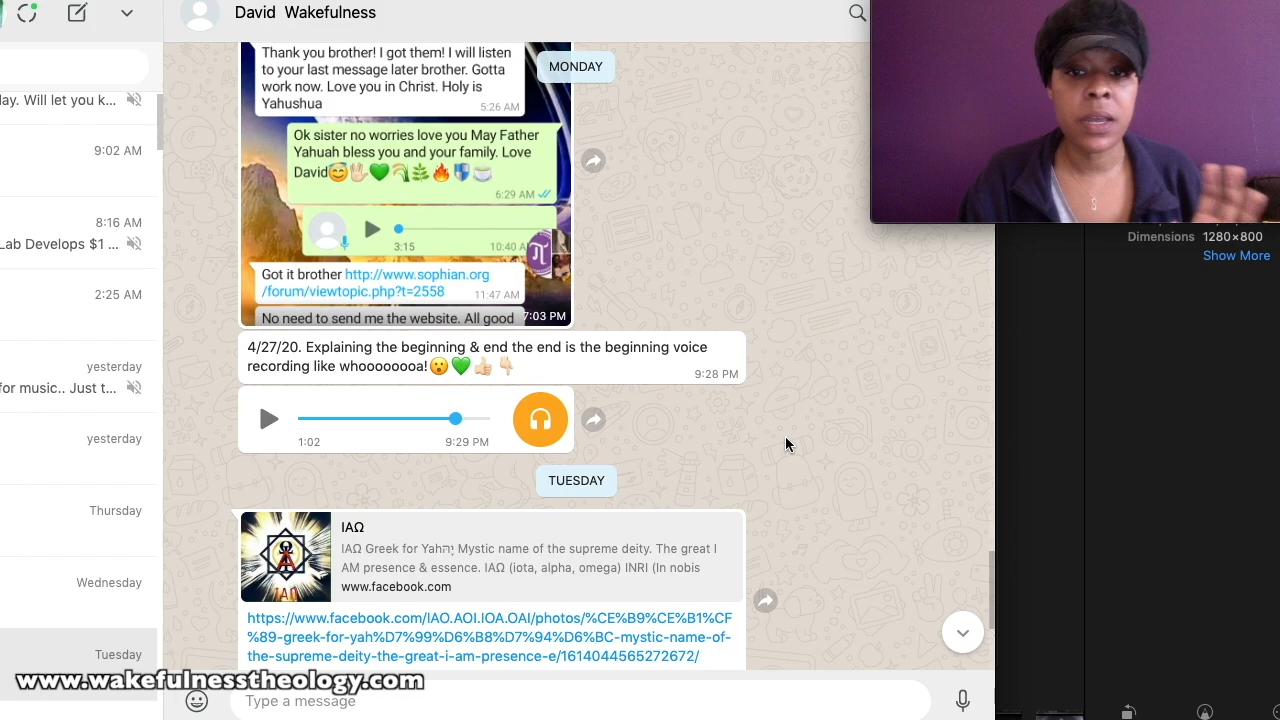 David Wakefulness
MONDAY
Thank you brother! I got them! I will listen
to your last message later brother. Gotta
work now. Love you in Christ. Holy is
Yahushua
5:26 AM
Ok sister no worries love you May Father
Yahuah bless you and your family. Love
David😇🖖🏻💚🌾🌿🔥🛡️☕
6:29 AM
3:15
10:40 A
Got it brother http://www.sophian.org
/forum/viewtopic.php?t=2558
11:47 AM
No need to send me the website. All good
7:03 PM
4/27/20. Explaining the beginning & end the end is the beginning voice
recording like whoooooooa!😮💚👍🏻👇🏻
9:28 PM
1:02
9:29 PM
TUESDAY
ΙΑΩ
ΙΑΩ Greek for Yahיָהּ Mystic name of the supreme deity. The great I
AM presence & essence. ΙΑΩ (iota, alpha, omega) INRI (In nobis
www.facebook.com
https://www.facebook.com/IAO.AOI.IOA.OAI/photos/%CE%B9%CE%B1%CF
%89-greek-for-yah%D7%99%D6%B8%D7%94%D6%BC-mystic-name-of-
the-supreme-deity-the-great-i-am-presence-e/1614044565272672/
Type a message
lay. Will let you k...
9:02 AM
8:16 AM
Lab Develops $1 ...
2:25 AM
yesterday
for music.. Just t...
yesterday
Thursday
Wednesday
Tuesday
Dimensions 1280×800
Show More
www.wakefulnesstheology.com